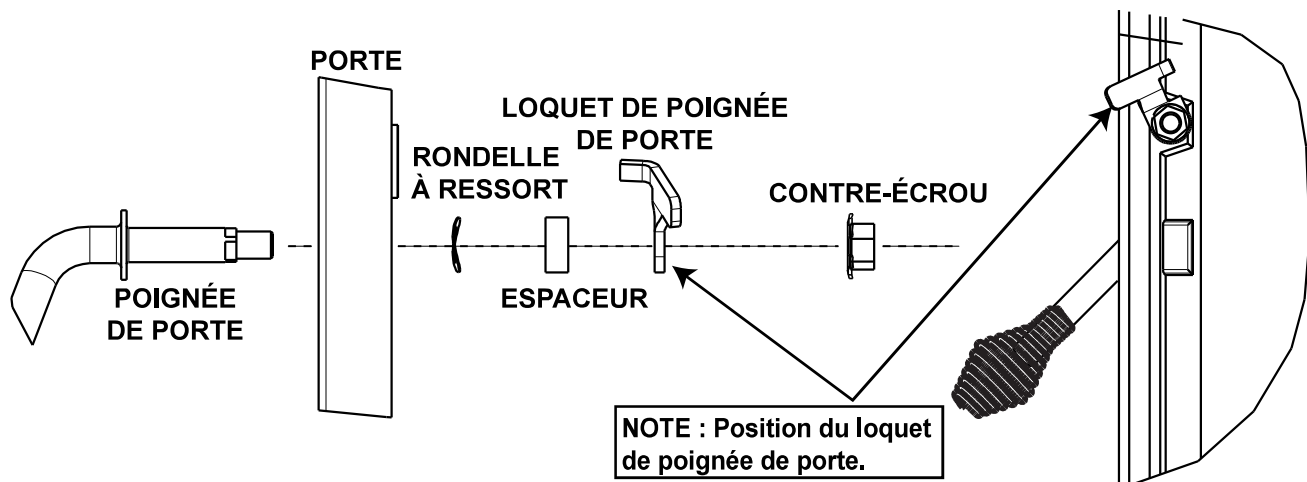 PORTE
LOQUET DE POIGNÉE
DE PORTE
RONDELLE
À RESSORT
CONTRE-ÉCROU
POIGNÉE
DE PORTE
ESPACEUR
NOTE : Position du loquet
de poignée de porte.